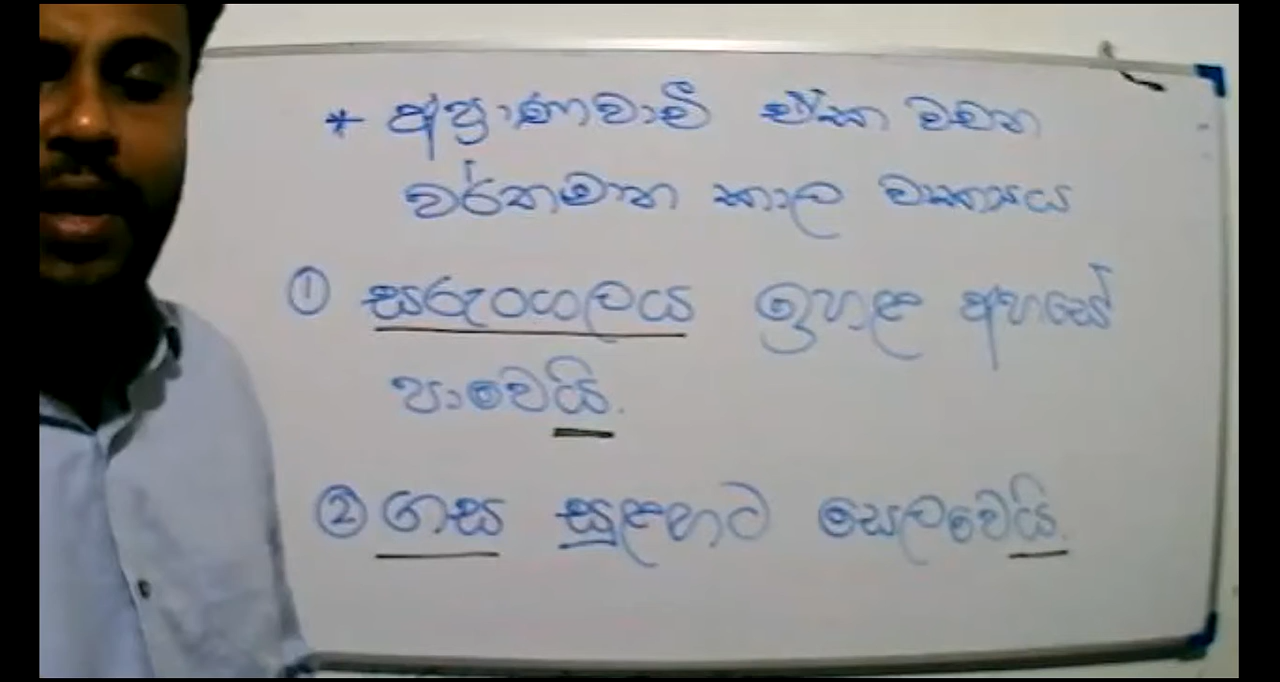 * අප්‍රාණවාචී ඒක වචන
වර්තමාන කාල වාක්‍යය
① සරුංගලය ඉහළ අහසේ
පාවෙයි.
② ගස සුළඟට සෙලවෙයි.